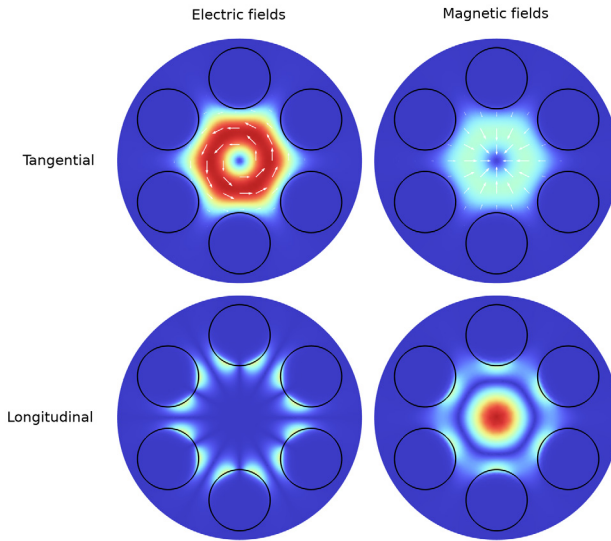 Electric fields
Magnetic fields
Tangential
Longitudinal